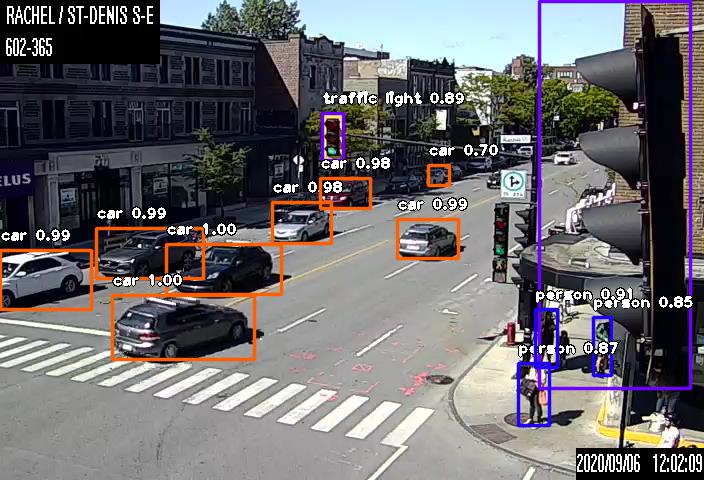 RACHEL / ST-DENIS S-E
602-365
traffic light 0.89
car 0.70
car 0.98
car 0.98
ELUS
car 0.99
car 0.99
car 1.00
car 0.99
car 1.00
person 0.91
person 0.85
person 0.87
2020/09/06 12:02:09